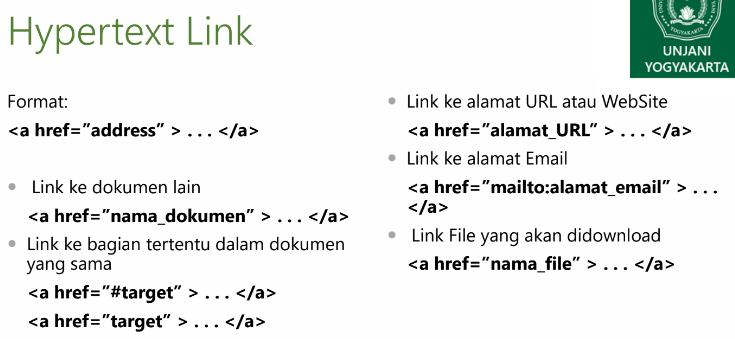 Hypertext Link
UNJANI
YOGYAKARTA
Format:
<a href=”address” > . . . </a>
• Link ke dokumen lain
<a href=”nama_dokumen” > . . . </a>
• Link ke bagian tertentu dalam dokumen
yang sama
<a href=”#target” > . . . </a>
<a href=”target” > . . . </a>
• Link ke alamat URL atau WebSite
<a href=”alamat_URL” > . . . </a>
• Link ke alamat Email
<a href=”mailto:alamat_email” > . . .
</a>
• Link File yang akan didownload
<a href=”nama_file” > . . . </a>